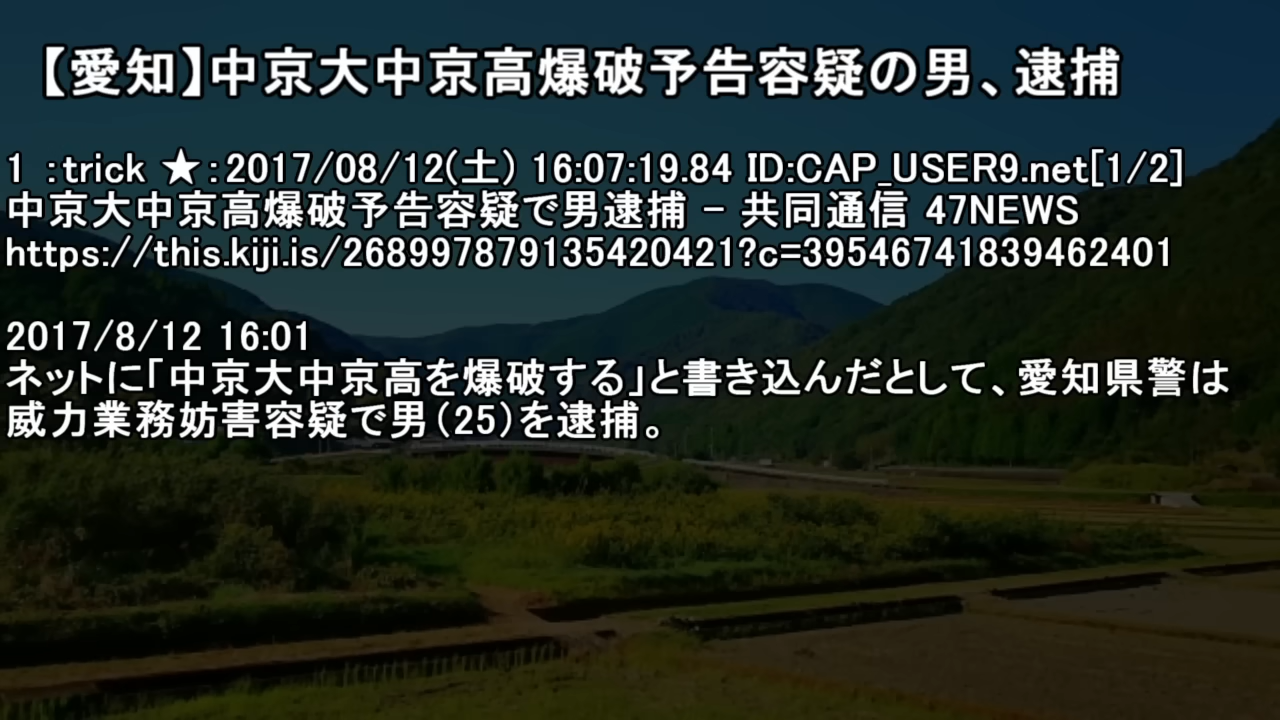 【愛知】中京大中京高爆破予告容疑の男、逮捕
1 ：trick ★：2017/08/12(土) 16:07:19.84 ID:CAP_USER9.net[1/2]
中京大中京高爆破予告容疑で男逮捕 - 共同通信 47NEWS
https://this.kiji.is/268997879135420421?c=39546741839462401
2017/8/12 16:01
ネットに「中京大中京高を爆破する」と書き込んだとして、愛知県警は
威力業務妨害容疑で男（25）を逮捕。